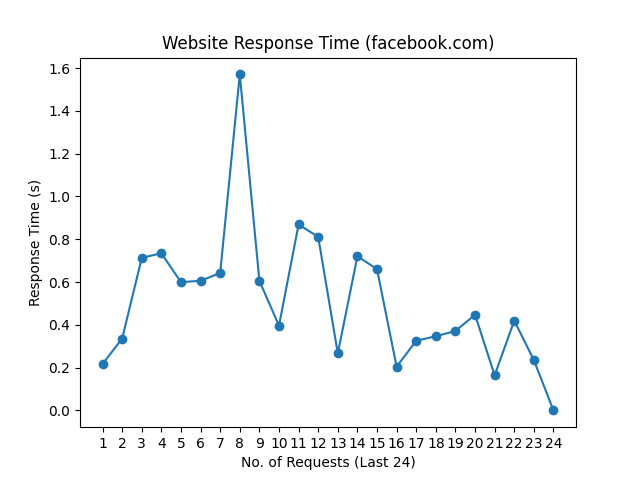 Website Response Time (facebook.com)
1.6
1.4
1.2
1.0
0.8
0.6
0.4
0.2
0.0
Response Time (s)
1 2 3 4 5 6 7 8 9 10 11 12 13 14 15 16 17 18 19 20 21 22 23 24
No. of Requests (Last 24)